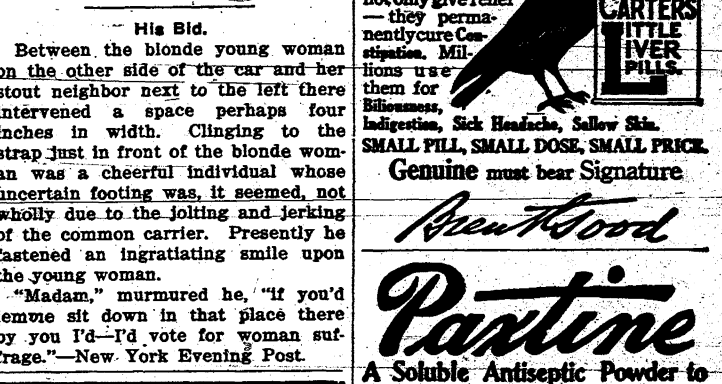 His Bid.
Between the blonde young woman
on the other side of the car and her
stout neighbor next to the left there
intervened a space perhaps four
inches in width. Clinging to the
strap just in front of the blonde wom-
an was a cheerful individual whose
uncertain footing was, it seemed, not
wholly due to the jolting and jerking
of the common carrier. Presently he
fastened an ingratiating smile upon
the young woman.
"Madam," murmured he, "if you'd
lemme sit down in that place there
by you I'd—I'd vote for woman suf-
frage."—New York Evening Post.
not only give relief
— they perma-
nently cure Con-
stipation. Mil-
lions use
them for
Biliousness,
Indigestion, Sick Headache, Sallow Skin.
SMALL PILL, SMALL DOSE, SMALL PRICE.
Genuine must bear Signature
Brent Good
CARTERS
LITTLE
LIVER
PILLS.
Paxtine
A Soluble Antiseptic Powder to